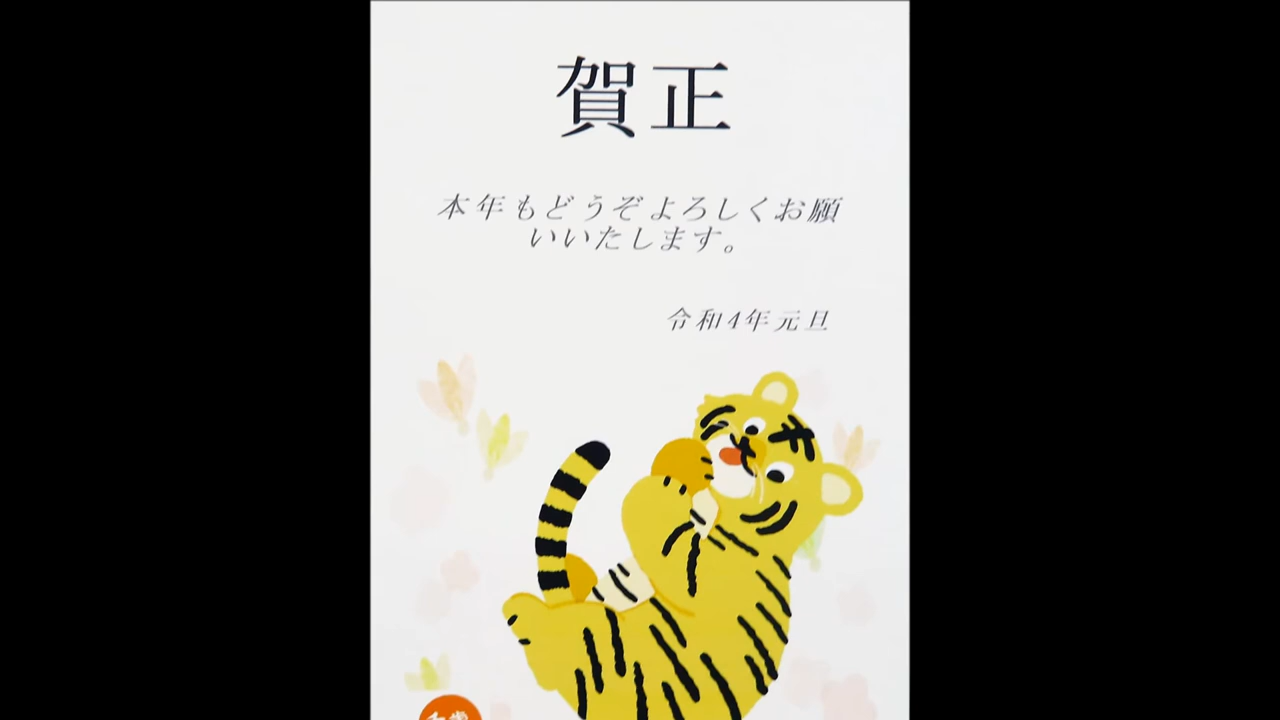 賀正
本年もどうぞよろしくお願
いいたします。
令和4年元旦